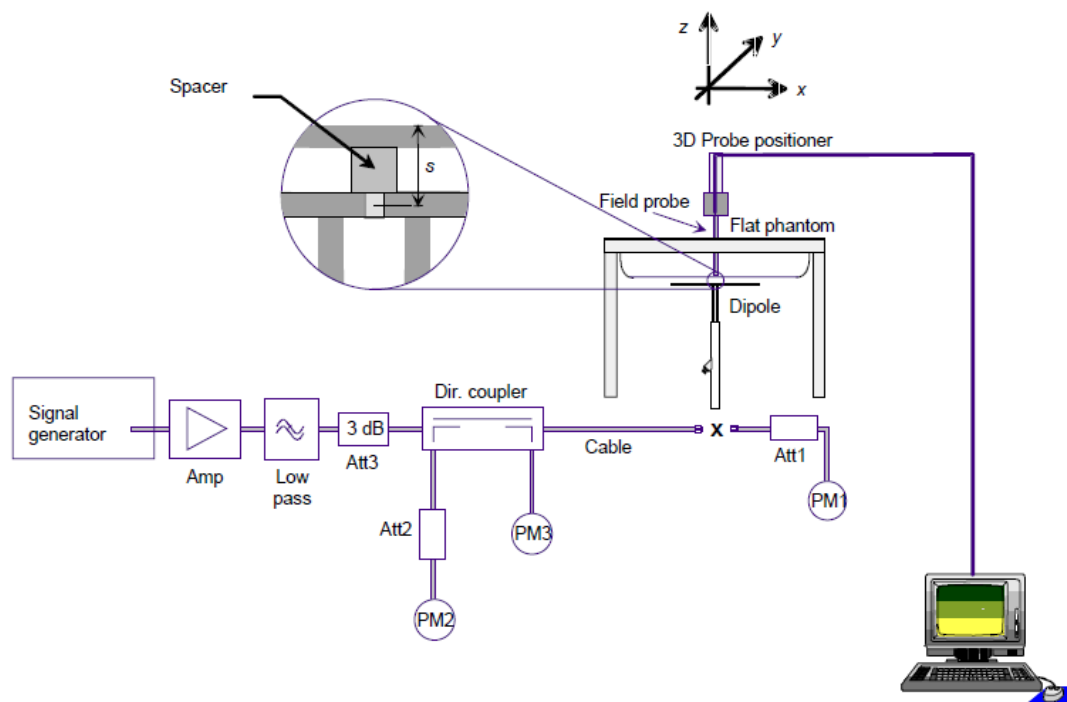 z
y
x
Spacer
s
3D Probe positioner
Field probe
Flat phantom
Dipole
Signal
generator
Amp
Low
pass
3 dB
Att3
Dir. coupler
Cable
x
Att1
PM1
Att2
PM3
PM2